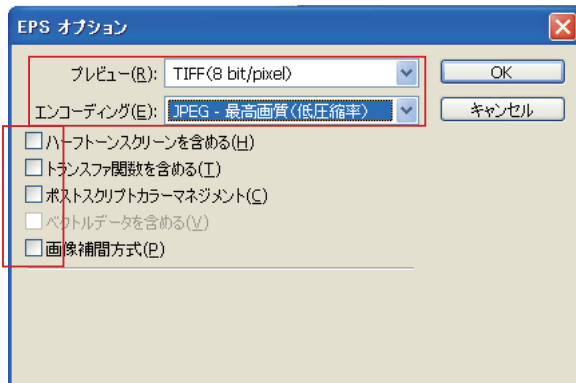 EPS オプション
プレビュー(R): TIFF(8 bit/pixel)
OK
エンコーディング(E): JPEG - 最高画質(低圧縮率)
キャンセル
ハーフトーンスクリーンを含める(H)
トランスファ関数を含める(T)
ポストスクリプトカラーマネジメント(C)
ベクトルデータを含める(V)
画像補間方式(P)